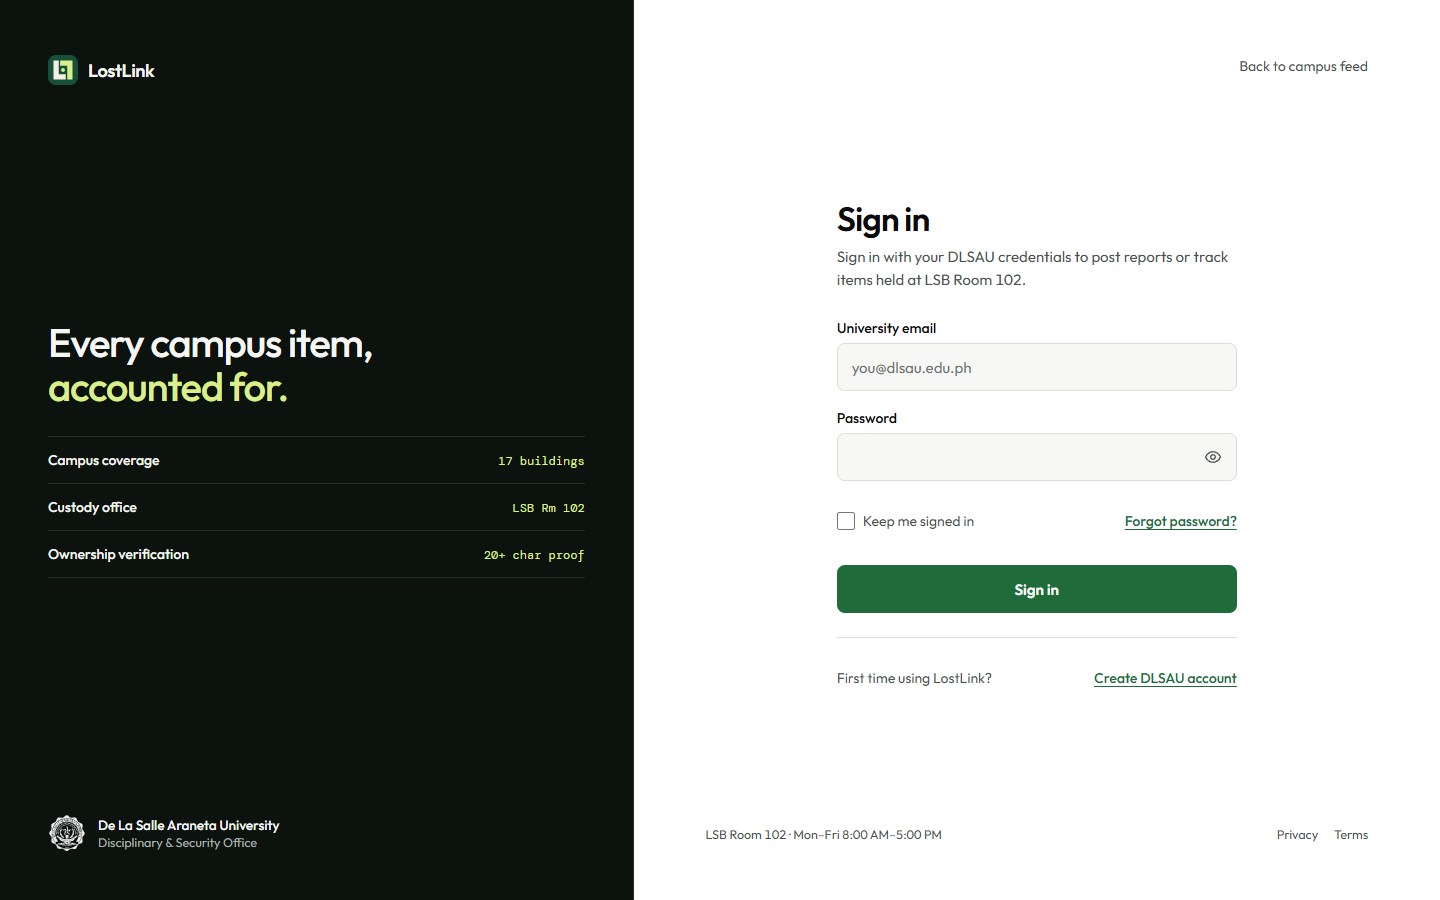 LostLink
Every campus item,
accounted for.
Campus coverage 17 buildings
Custody office LSB Rm 102
Ownership verification 20+ char proof
De La Salle Araneta University
Disciplinary & Security Office
Back to campus feed
Sign in
Sign in with your DLSAU credentials to post reports or track
items held at LSB Room 102.
University email
you@dlsau.edu.ph
Password
Keep me signed in Forgot password?
Sign in
First time using LostLink? Create DLSAU account
LSB Room 102 · Mon–Fri 8:00 AM–5:00 PM Privacy Terms